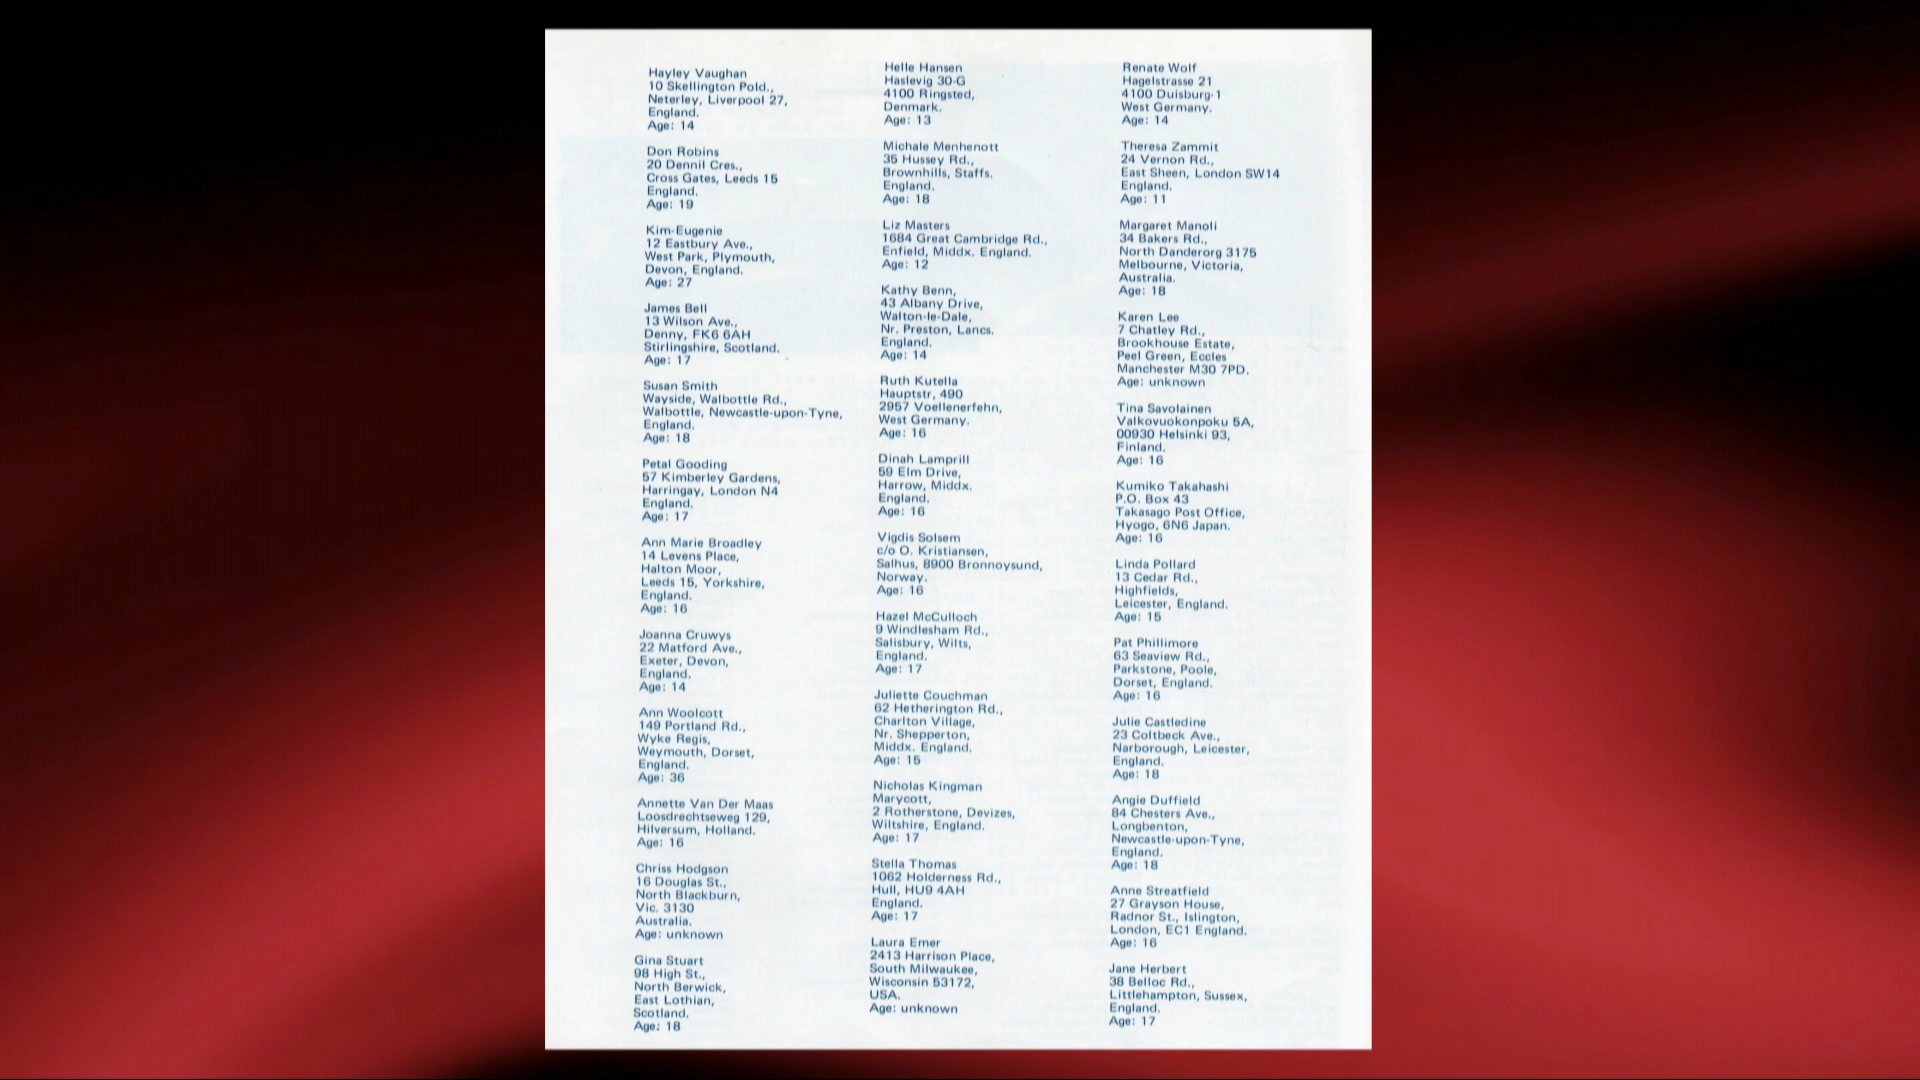 Hayley Vaughan
10 Skellington Pold.,
Neterley, Liverpool 27,
England.
Age: 14
Don Robins
20 Dennil Cres.,
Cross Gates, Leeds 15
England.
Age: 19
Kim-Eugenie
12 Eastbury Ave.,
West Park, Plymouth,
Devon, England.
Age: 27
James Bell
13 Wilson Ave.,
Denny, FK6 6AH
Stirlingshire, Scotland.
Age: 17
Susan Smith
Wayside, Walbottle Rd.,
Walbottle, Newcastle-upon-Tyne,
England.
Age: 18
Petal Gooding
57 Kimberley Gardens,
Harringay, London N4
England.
Age: 17
Ann Marie Broadley
14 Levens Place,
Halton Moor,
Leeds 15, Yorkshire,
England.
Age: 16
Joanna Cruwys
22 Matford Ave.,
Exeter, Devon,
England.
Age: 14
Ann Woolcott
149 Portland Rd.,
Wyke Regis,
Weymouth, Dorset,
England.
Age: 36
Annette Van Der Maas
Loosdrechtseweg 129,
Hilversum, Holland.
Age: 16
Chriss Hodgson
16 Douglas St.,
North Blackburn,
Vic. 3130
Australia.
Age: unknown
Gina Stuart
98 High St.,
North Berwick,
East Lothian,
Scotland.
Age: 18
Helle Hansen
Haslevig 30-G
4100 Ringsted,
Denmark.
Age: 13
Michale Menhenott
35 Hussey Rd.,
Brownhills, Staffs.
England.
Age: 18
Liz Masters
1684 Great Cambridge Rd.,
Enfield, Middx. England.
Age: 12
Kathy Benn,
43 Albany Drive,
Walton-le-Dale,
Nr. Preston, Lancs.
England.
Age: 14
Ruth Kutella
Hauptstr, 490
2957 Voellenerfehn,
West Germany.
Age: 16
Dinah Lamprill
59 Elm Drive,
Harrow, Middx.
England.
Age: 16
Vigdis Solsem
c/o O. Kristiansen,
Salhus, 8900 Bronnoysund,
Norway.
Age: 16
Hazel McCulloch
9 Windlesham Rd.,
Salisbury, Wilts,
England.
Age: 17
Juliette Couchman
62 Hetherington Rd.,
Charlton Village,
Nr. Shepperton,
Middx. England.
Age: 15
Nicholas Kingman
Marycott,
2 Rotherstone, Devizes,
Wiltshire, England.
Age: 17
Stella Thomas
1062 Holderness Rd.,
Hull, HU9 4AH
England.
Age: 17
Laura Emer
2413 Harrison Place,
South Milwaukee,
Wisconsin 53172,
USA.
Age: unknown
Renate Wolf
Hagelstrasse 21
4100 Duisburg-1
West Germany.
Age: 14
Theresa Zammit
24 Vernon Rd.,
East Sheen, London SW14
England.
Age: 11
Margaret Manoli
34 Bakers Rd.,
North Danderorg 3175
Melbourne, Victoria,
Australia.
Age: 18
Karen Lee
7 Chatley Rd.,
Brookhouse Estate,
Peel Green, Eccles
Manchester M30 7PD.
Age: unknown
Tina Savolainen
Valkovuokonpoku 5A,
00930 Helsinki 93,
Finland.
Age: 16
Kumiko Takahashi
P.O. Box 43
Takasago Post Office,
Hyogo, 6N6 Japan.
Age: 16
Linda Pollard
13 Cedar Rd.,
Highfields,
Leicester, England.
Age: 15
Pat Phillimore
63 Seaview Rd.,
Parkstone, Poole,
Dorset, England.
Age: 16
Julie Castledine
23 Coltbeck Ave.,
Narborough, Leicester,
England.
Age: 18
Angie Duffield
84 Chesters Ave.,
Longbenton,
Newcastle-upon-Tyne,
England.
Age: 18
Anne Streatfield
27 Grayson House,
Radnor St., Islington,
London, EC1 England.
Age: 16
Jane Herbert
38 Belloc Rd.,
Littlehampton, Sussex,
England.
Age: 17